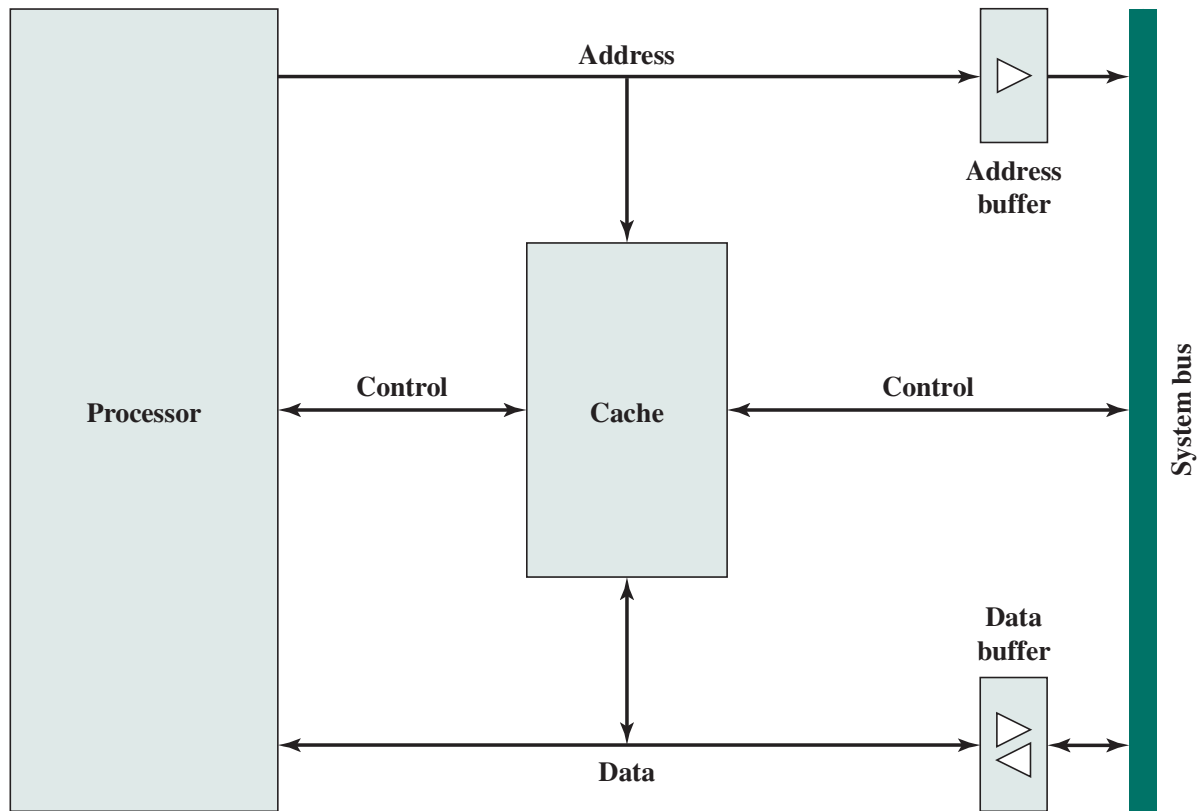 Address
Address
buffer
Processor
Control
Cache
Control
System bus
Data
buffer
Data